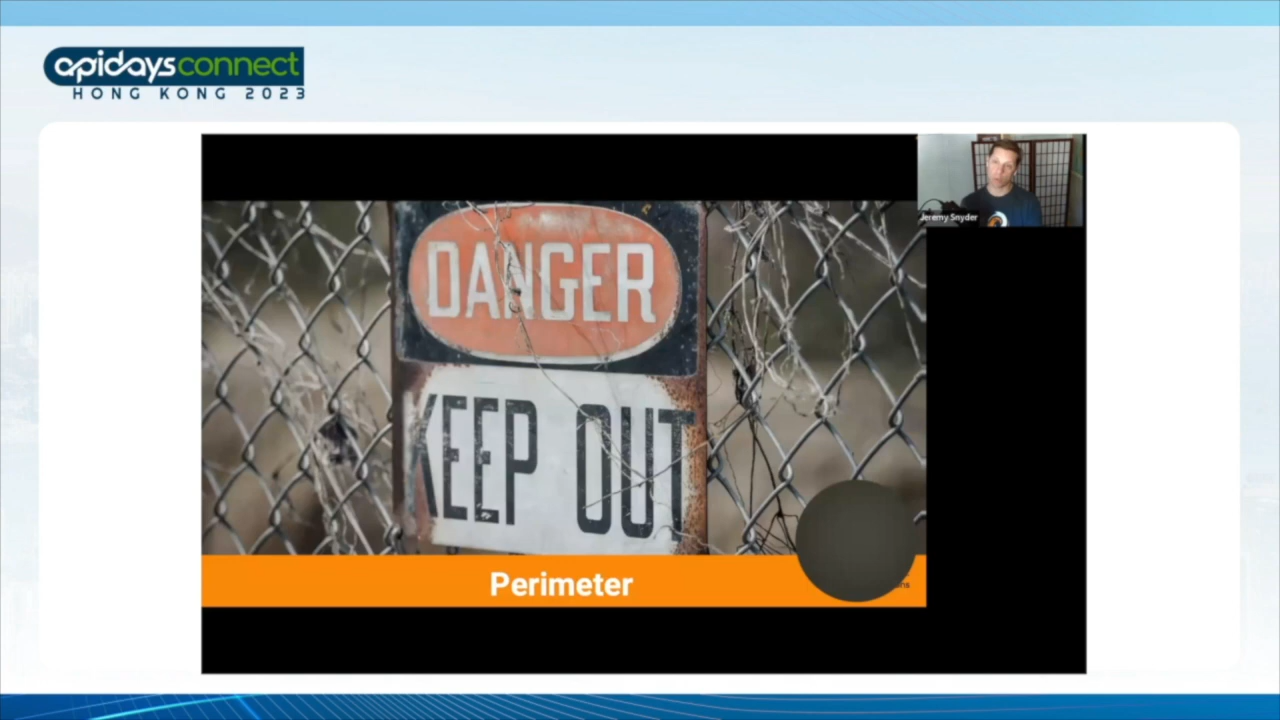 apidays connect
HONG KONG 2023
Jeremy Snyder
DANGER
KEEP OUT
Perimeter